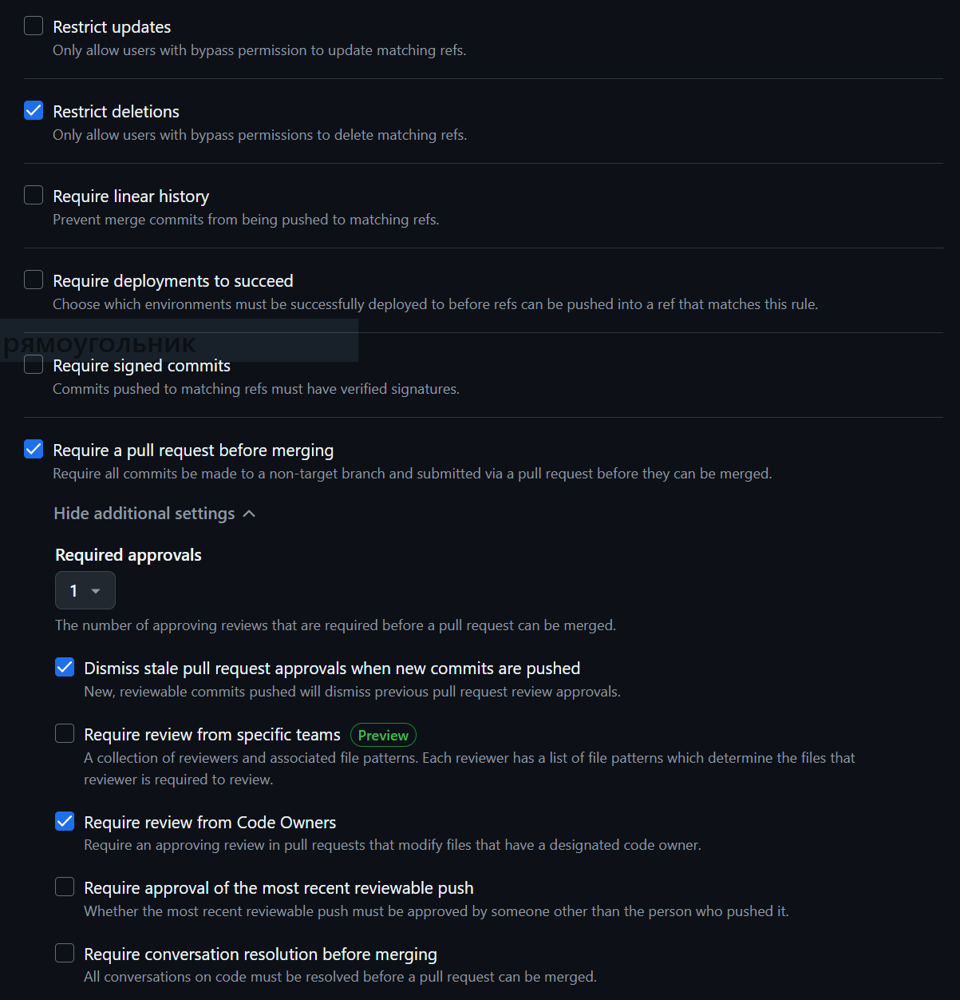 Restrict updates
Only allow users with bypass permission to update matching refs.
Restrict deletions
Only allow users with bypass permissions to delete matching refs.
Require linear history
Prevent merge commits from being pushed to matching refs.
Require deployments to succeed
Choose which environments must be successfully deployed to before refs can be pushed into a ref that matches this rule.
рямоугольник
Require signed commits
Commits pushed to matching refs must have verified signatures.
Require a pull request before merging
Require all commits be made to a non-target branch and submitted via a pull request before they can be merged.
Hide additional settings
Required approvals
1
The number of approving reviews that are required before a pull request can be merged.
Dismiss stale pull request approvals when new commits are pushed
New, reviewable commits pushed will dismiss previous pull request review approvals.
Require review from specific teams Preview
A collection of reviewers and associated file patterns. Each reviewer has a list of file patterns which determine the files that
reviewer is required to review.
Require review from Code Owners
Require an approving review in pull requests that modify files that have a designated code owner.
Require approval of the most recent reviewable push
Whether the most recent reviewable push must be approved by someone other than the person who pushed it.
Require conversation resolution before merging
All conversations on code must be resolved before a pull request can be merged.